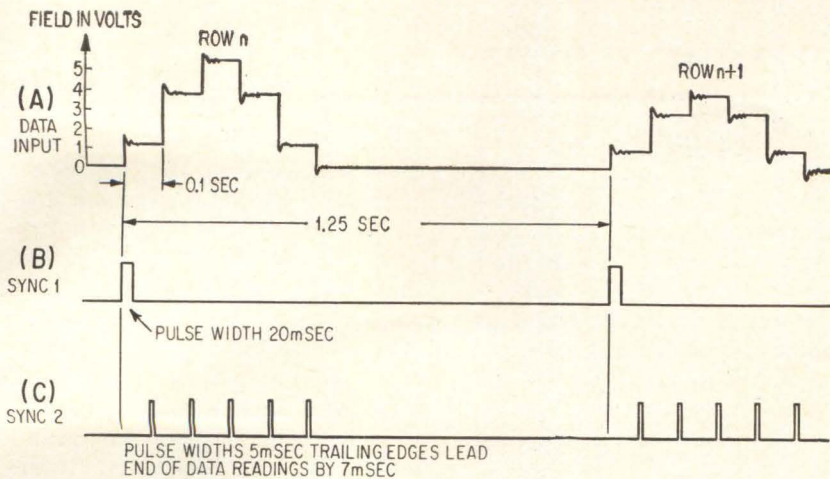 FIELD IN VOLTS
ROW n
ROW n+1
5
4
3
2
1
0
(A)
DATA
INPUT
0.1 SEC
1.25 SEC
(B)
SYNC 1
PULSE WIDTH 20mSEC
(C)
SYNC 2
PULSE WIDTHS 5mSEC TRAILING EDGES LEAD
END OF DATA READINGS BY 7mSEC